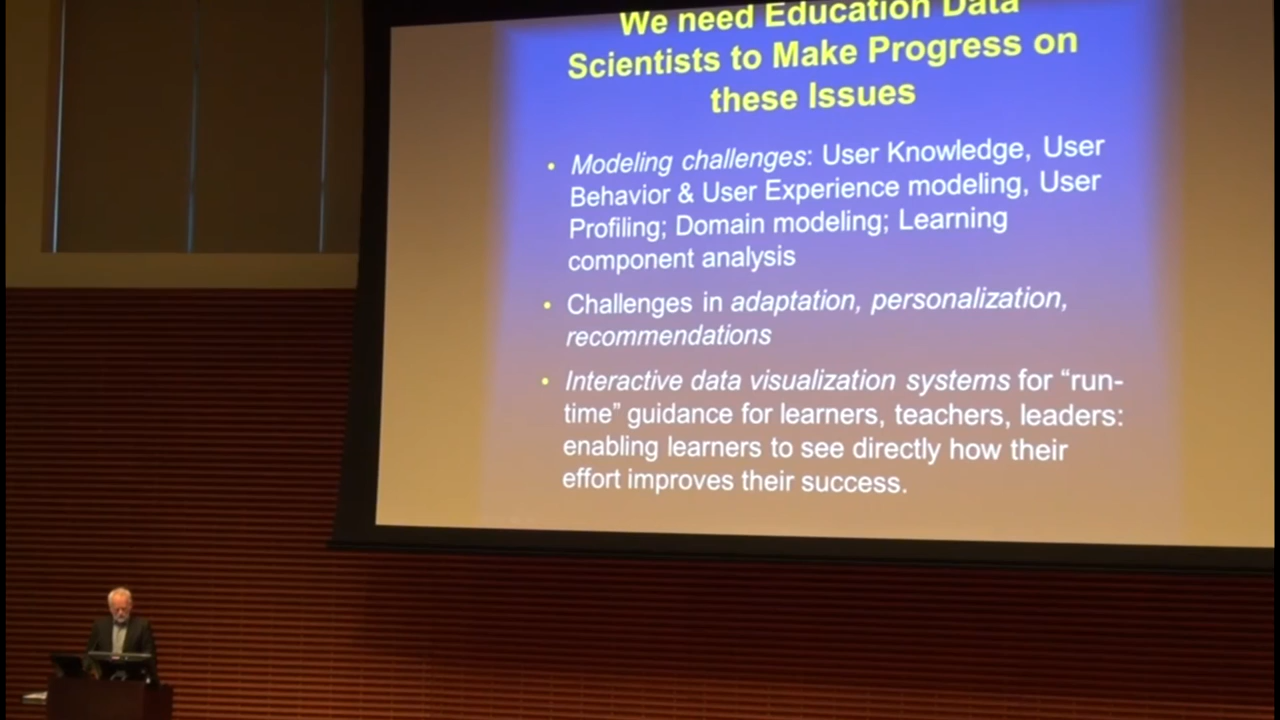 We need Education Data
Scientists to Make Progress on
these Issues
• Modeling challenges: User Knowledge, User
Behavior & User Experience modeling, User
Profiling; Domain modeling; Learning
component analysis
• Challenges in adaptation, personalization,
recommendations
• Interactive data visualization systems for “run-
time” guidance for learners, teachers, leaders:
enabling learners to see directly how their
effort improves their success.